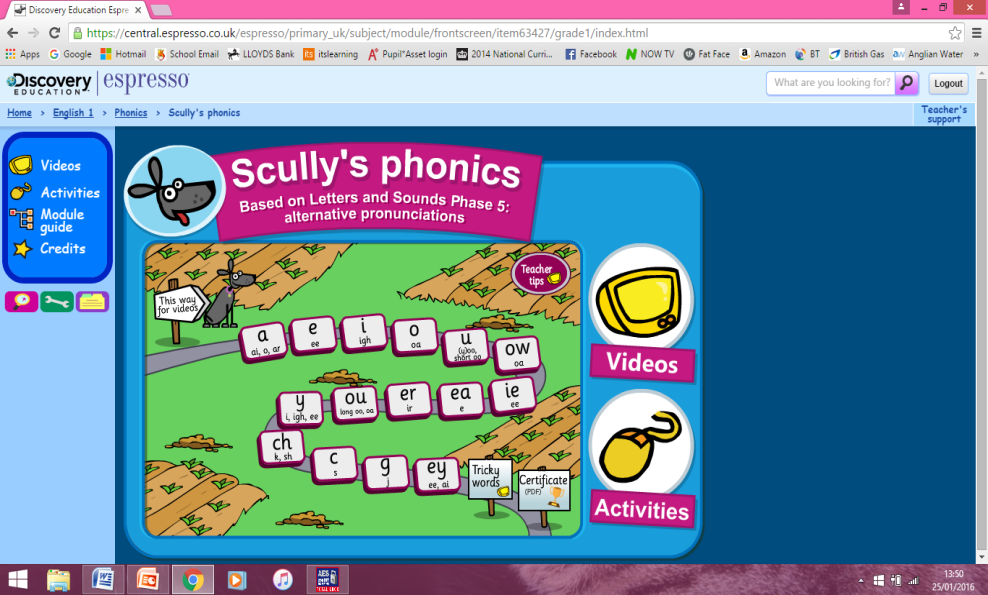 Discovery Education Espre
https://central.espresso.co.uk/espresso/primary_uk/subject/module/frontscreen/item63427/grade1/index.html
Apps Google Hotmail School Email LLOYDS Bank itslearning Pupil*Asset login 2014 National Curri... Facebook NOW TV Fat Face Amazon BT British Gas Anglian Water »
Discovery EDUCATION espresso
What are you looking for?
Logout
Home > English 1 > Phonics > Scully's phonics
Teacher's
support
Videos
Activities
Module
guide
Credits
Scully's phonics
Based on Letters and Sounds Phase 5:
alternative pronunciations
Teacher
tips
This way
for videos
a
ai, o, ar
e
ee
i
igh
o
oa
u
(y)oo,
short oo
ow
oa
y
i, igh, ee
ou
long oo, oa
er
ir
ea
e
ie
ee
ch
k, sh
c
s
g
j
ey
ee, ai
Tricky
words
Certificate
(PDF)
Videos
Activities
13:50
25/01/2016